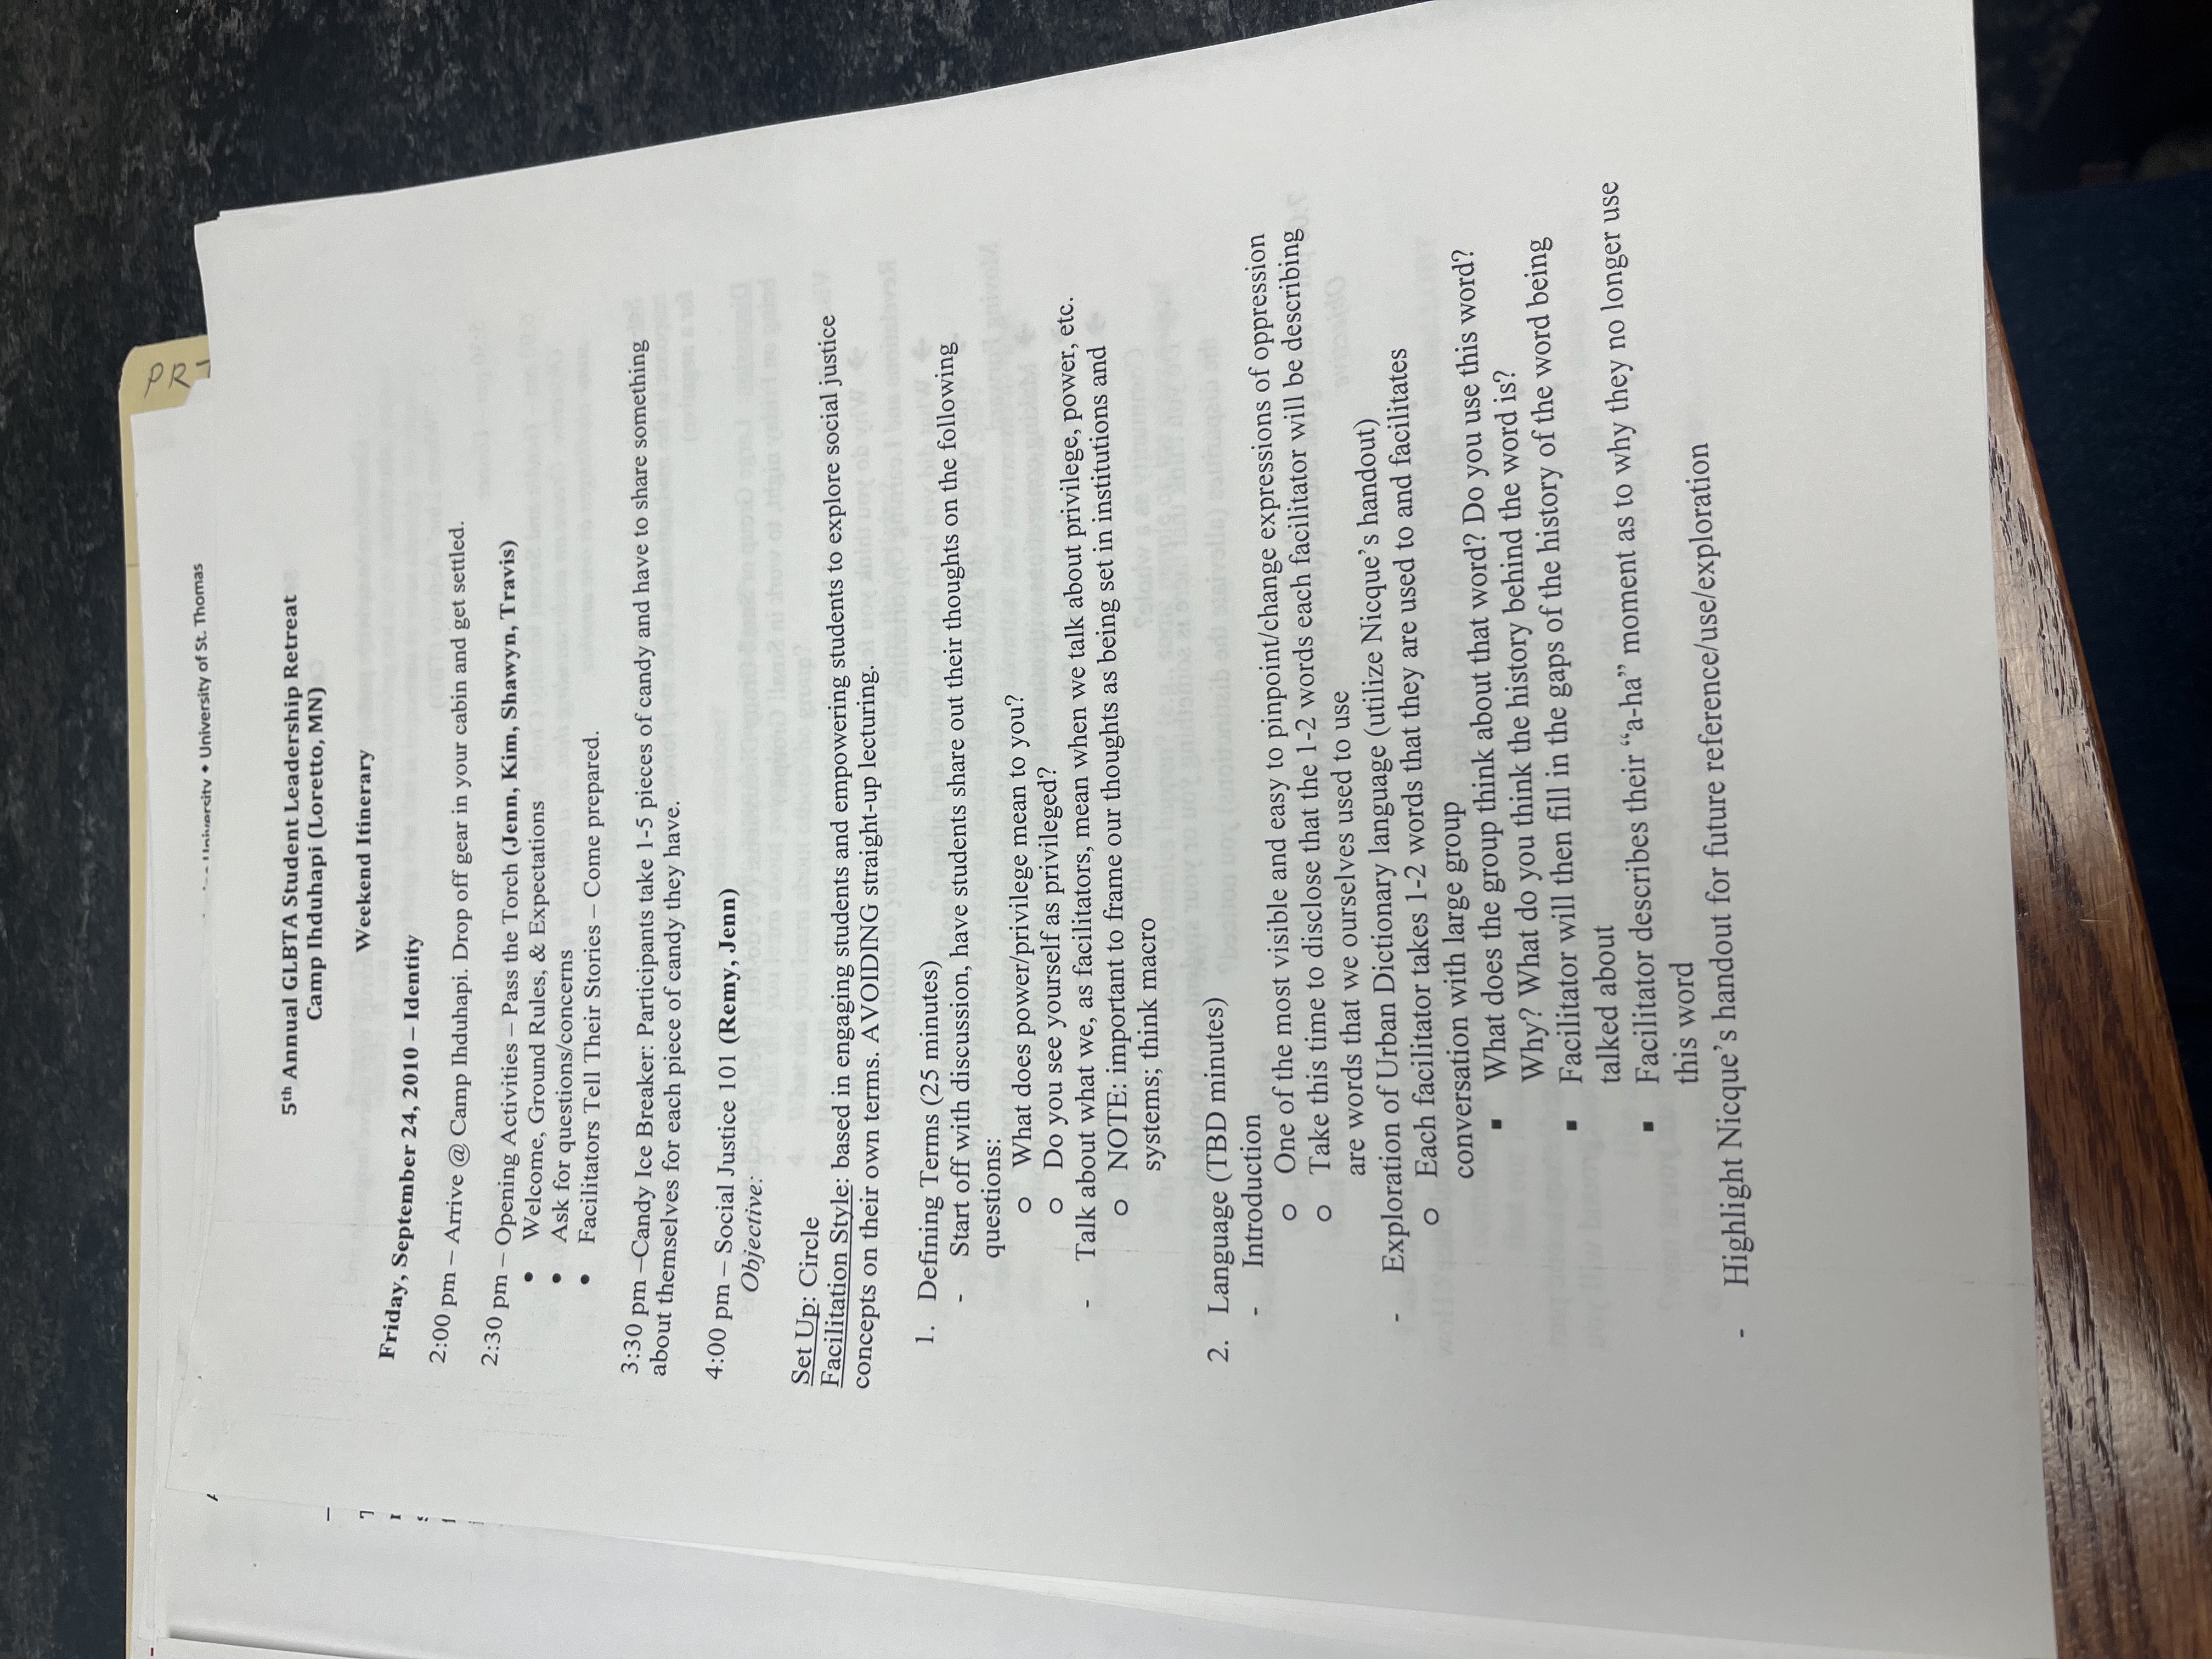 University ◆ University of St. Thomas
PR
5th Annual GLBTA Student Leadership Retreat
Camp Ihduhapi (Loretto, MN)
Weekend Itinerary
Friday, September 24, 2010 – Identity
2:00 pm – Arrive @ Camp Ihduhapi. Drop off gear in your cabin and get settled.
2:30 pm – Opening Activities – Pass the Torch (Jenn, Kim, Shawyn, Travis)
• Welcome, Ground Rules, & Expectations
• Ask for questions/concerns
• Facilitators Tell Their Stories – Come prepared.
3:30 pm –Candy Ice Breaker: Participants take 1-5 pieces of candy and have to share something
about themselves for each piece of candy they have.
4:00 pm – Social Justice 101 (Remy, Jenn)
Objective:
Set Up: Circle
Facilitation Style: based in engaging students and empowering students to explore social justice
concepts on their own terms. AVOIDING straight-up lecturing.
1. Defining Terms (25 minutes)
- Start off with discussion, have students share out their thoughts on the following
questions:
o What does power/privilege mean to you?
o Do you see yourself as privileged?
- Talk about what we, as facilitators, mean when we talk about privilege, power, etc.
o NOTE: important to frame our thoughts as being set in institutions and
systems; think macro
2. Language (TBD minutes)
- Introduction
o One of the most visible and easy to pinpoint/change expressions of oppression
o Take this time to disclose that the 1-2 words each facilitator will be describing
are words that we ourselves used to use
- Exploration of Urban Dictionary language (utilize Nicque’s handout)
o Each facilitator takes 1-2 words that they are used to and facilitates
conversation with large group
▪ What does the group think about that word? Do you use this word?
Why? What do you think the history behind the word is?
▪ Facilitator will then fill in the gaps of the history of the word being
talked about
▪ Facilitator describes their “a-ha” moment as to why they no longer use
this word
- Highlight Nicque’s handout for future reference/use/exploration